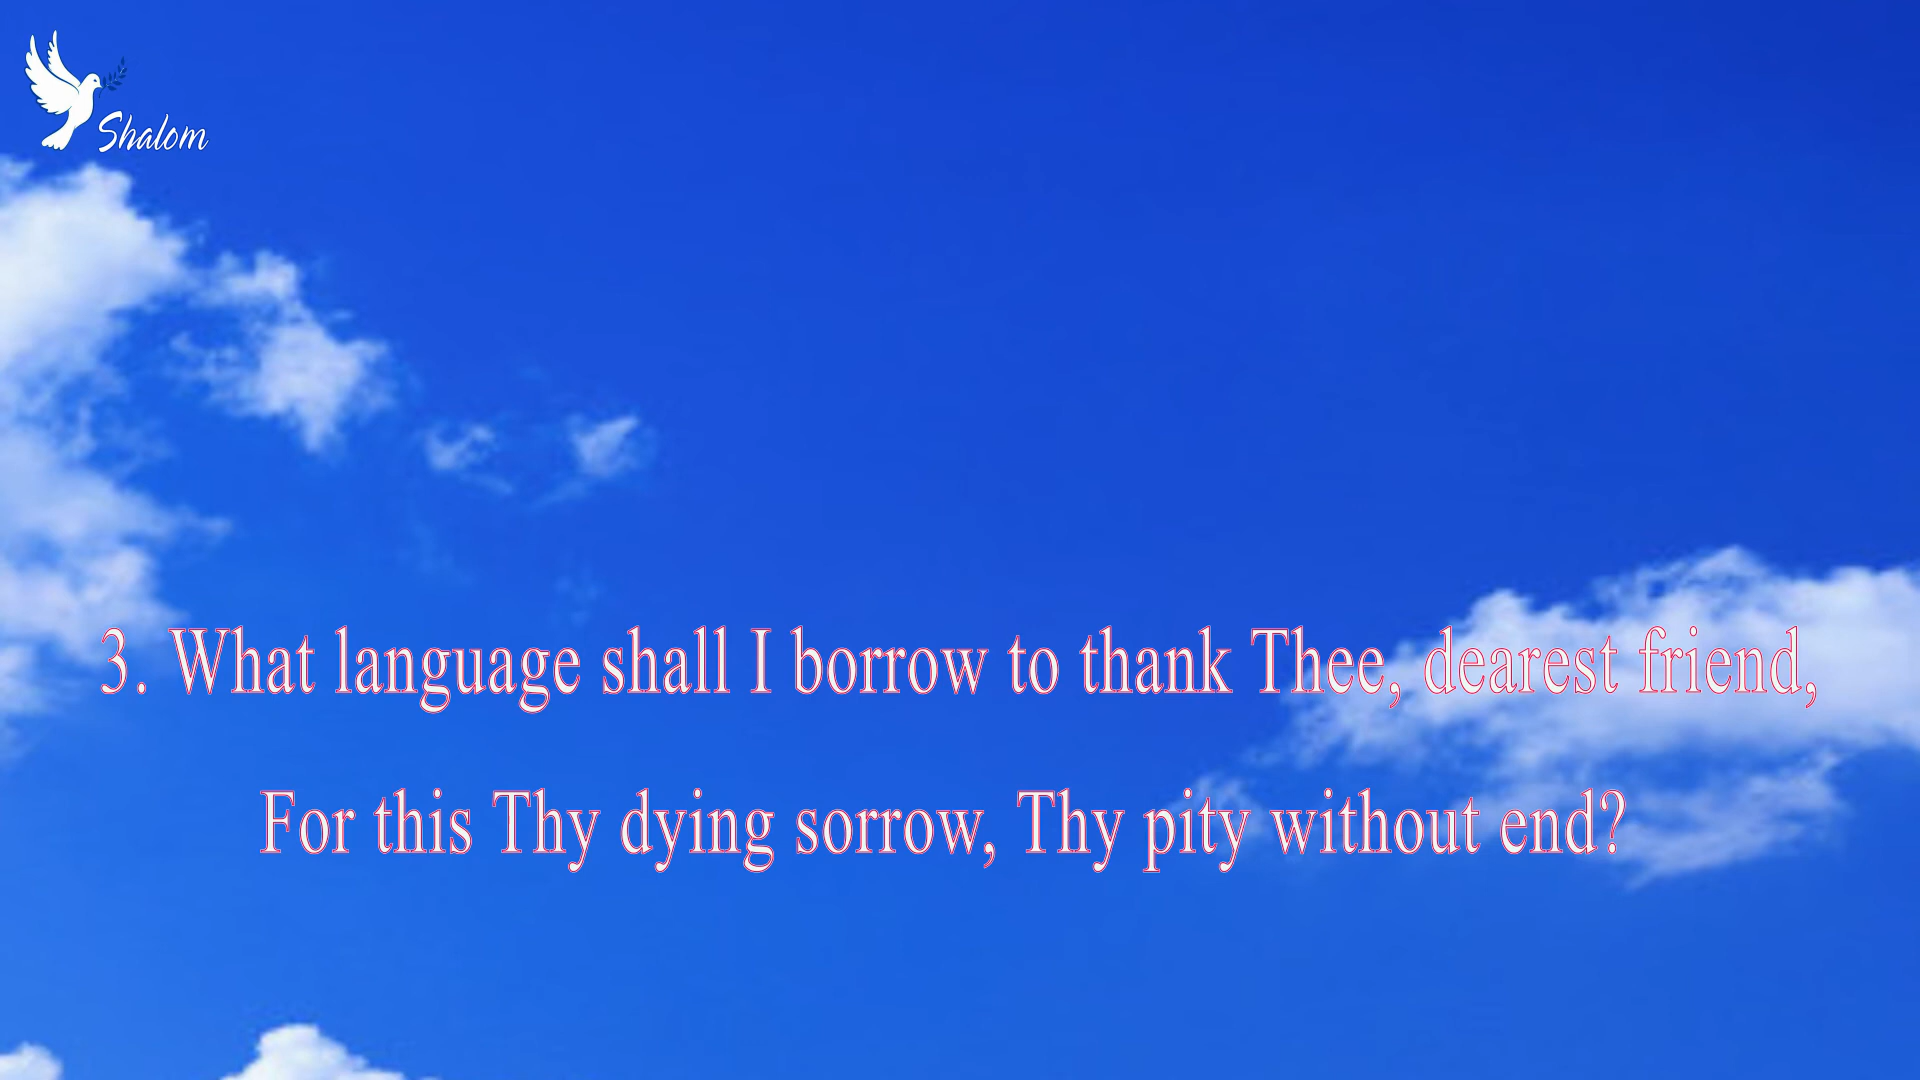 Shalom
3. What language shall I borrow to thank Thee, dearest friend,
For this Thy dying sorrow, Thy pity without end?